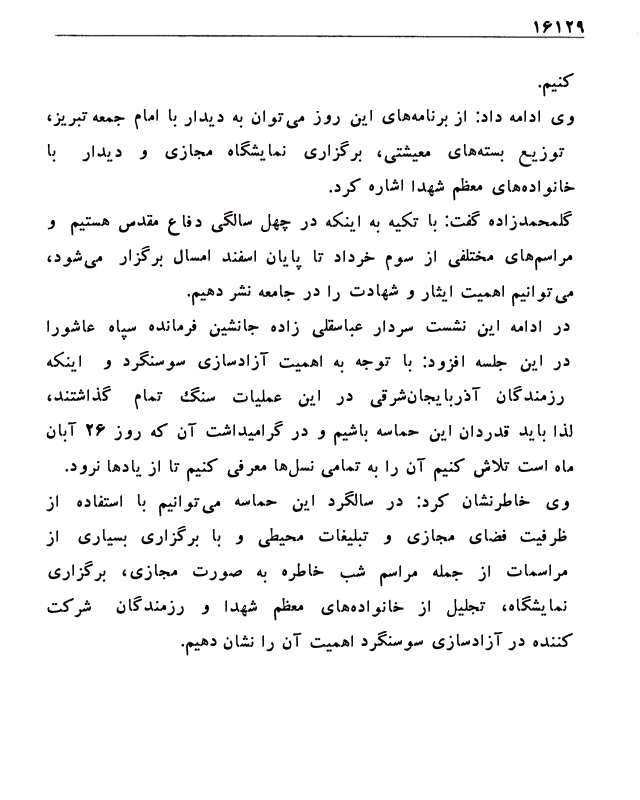 ۱۶۱۲۹
کنیم.
وی ادامه داد: از برنامه‌های این روز می‌توان به دیدار با امام جمعه تبریز،
توزیع بسته‌های معیشتی، برگزاری نمایشگاه مجازی و دیدار با
خانواده‌های معظم شهدا اشاره کرد.
گلمحمدزاده گفت: با تکیه به اینکه در چهل سالگی دفاع مقدس هستیم و
مراسم‌های مختلفی از سوم خرداد تا پایان اسفند امسال برگزار می‌شود،
می‌توانیم اهمیت ایثار و شهادت را در جامعه نشر دهیم.
در ادامه این نشست سردار عباسقلی زاده جانشین فرمانده سپاه عاشورا
در این جلسه افزود: با توجه به اهمیت آزادسازی سوسنگرد و اینکه
رزمندگان آذربایجان‌شرقی در این عملیات سنگ تمام گذاشتند،
لذا باید قدردان این حماسه باشیم و در گرامیداشت آن که روز ۲۶ آبان
ماه است تلاش کنیم آن را به تمامی نسل‌ها معرفی کنیم تا از یادها نرود.
وی خاطرنشان کرد: در سالگرد این حماسه می‌توانیم با استفاده از
ظرفیت فضای مجازی و تبلیغات محیطی و با برگزاری بسیاری از
مراسمات از جمله مراسم شب خاطره به صورت مجازی، برگزاری
نمایشگاه، تجلیل از خانواده‌های معظم شهدا و رزمندگان شرکت
کننده در آزادسازی سوسنگرد اهمیت آن را نشان دهیم.